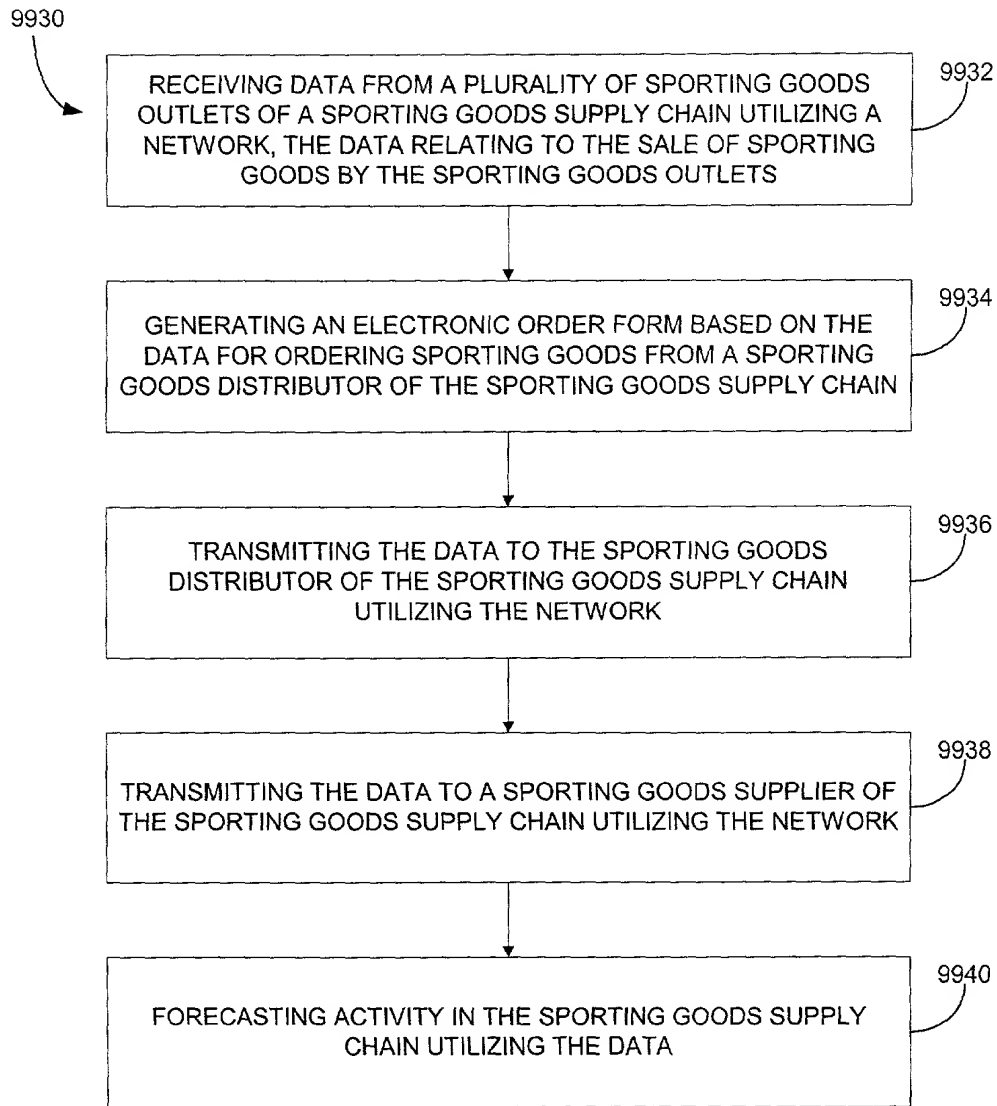 9930
RECEIVING DATA FROM A PLURALITY OF SPORTING GOODS
OUTLETS OF A SPORTING GOODS SUPPLY CHAIN UTILIZING A
NETWORK, THE DATA RELATING TO THE SALE OF SPORTING
GOODS BY THE SPORTING GOODS OUTLETS
9932
GENERATING AN ELECTRONIC ORDER FORM BASED ON THE
DATA FOR ORDERING SPORTING GOODS FROM A SPORTING
GOODS DISTRIBUTOR OF THE SPORTING GOODS SUPPLY CHAIN
9934
TRANSMITTING THE DATA TO THE SPORTING GOODS
DISTRIBUTOR OF THE SPORTING GOODS SUPPLY CHAIN
UTILIZING THE NETWORK
9936
TRANSMITTING THE DATA TO A SPORTING GOODS SUPPLIER OF
THE SPORTING GOODS SUPPLY CHAIN UTILIZING THE NETWORK
9938
FORECASTING ACTIVITY IN THE SPORTING GOODS SUPPLY
CHAIN UTILIZING THE DATA
9940